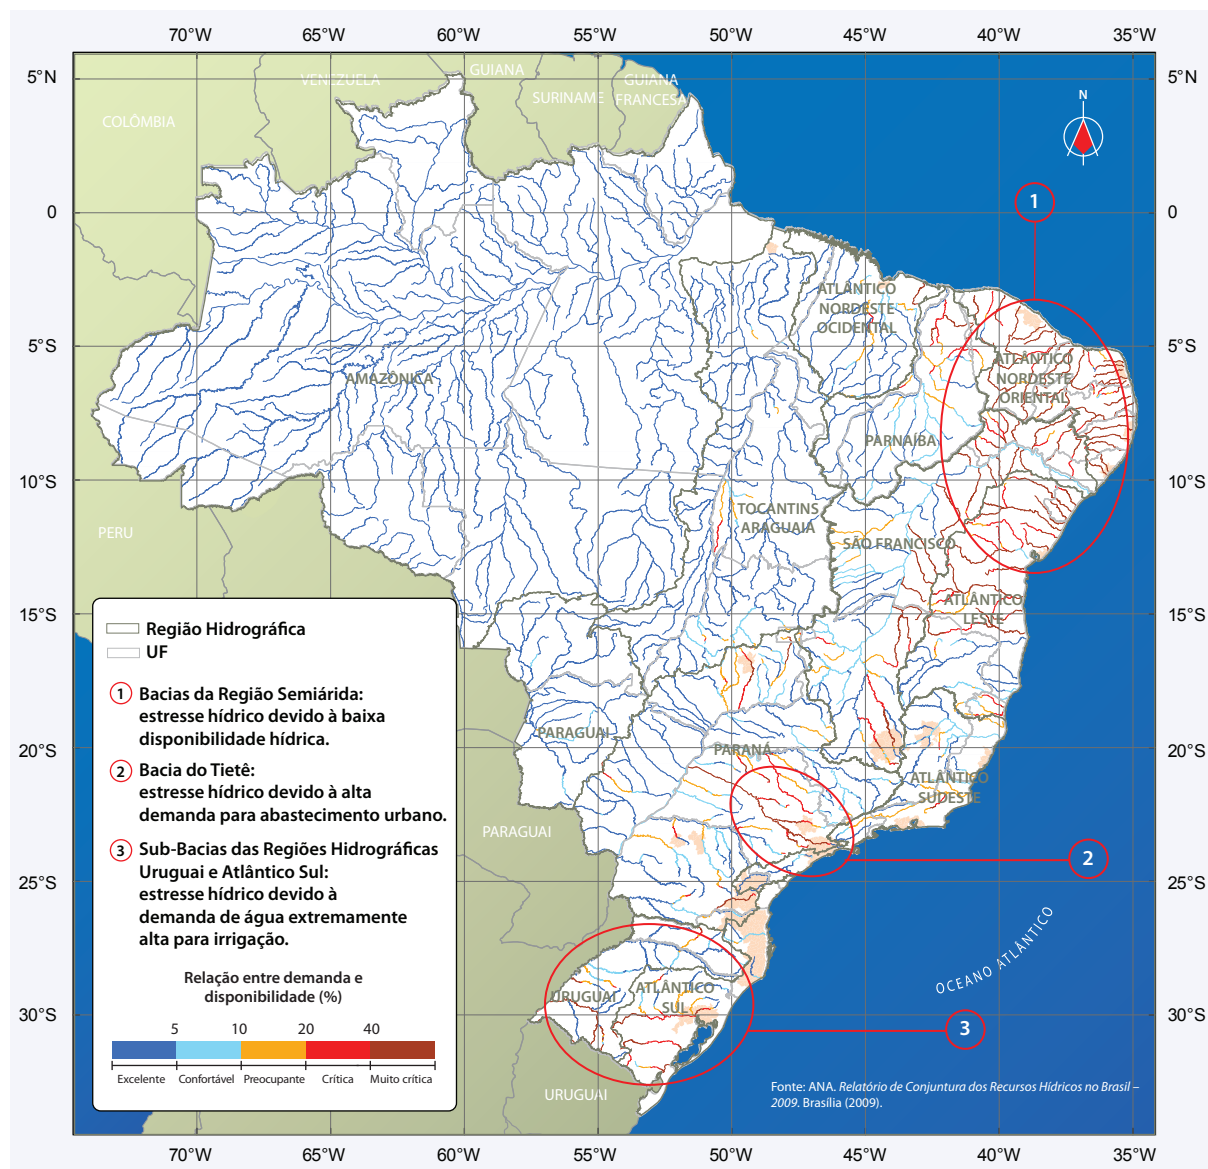 70°W 65°W 60°W 55°W 50°W 45°W 40°W 35°W
5°N
5°N
VENEZUELA
GUIANA
SURINAME
GUIANA
FRANCESA
COLÔMBIA
N
1
0
0
ATLÂNTICO
NORDESTE
OCIDENTAL
5°S
5°S
ATLÂNTICO
NORDESTE
ORIENTAL
AMAZÔNICA
PARNAÍBA
10°S
10°S
PERU
TOCANTINS
ARAGUAIA
SÃO FRANCISCO
ATLÂNTICO
LESTE
15°S
15°S
Região Hidrográfica
UF
1 Bacias da Região Semiárida:
estresse hídrico devido à baixa
disponibilidade hídrica.
2 Bacia do Tietê:
estresse hídrico devido à alta
demanda para abastecimento urbano.
3 Sub-Bacias das Regiões Hidrográficas
Uruguai e Atlântico Sul:
estresse hídrico devido à
demanda de água extremamente
alta para irrigação.
Relação entre demanda e
disponibilidade (%)
5 10 20 40
Excelente Confortável Preocupante Crítica Muito crítica
PARAGUAI
PARANÁ
20°S
20°S
ATLÂNTICO
SUDESTE
PARAGUAI
2
25°S
25°S
OCEANO ATLÂNTICO
URUGUAI
ATLÂNTICO
SUL
3
30°S
30°S
URUGUAI
Fonte: ANA. Relatório de Conjuntura dos Recursos Hídricos no Brasil –
2009. Brasília (2009).
70°W 65°W 60°W 55°W 50°W 45°W 40°W 35°W